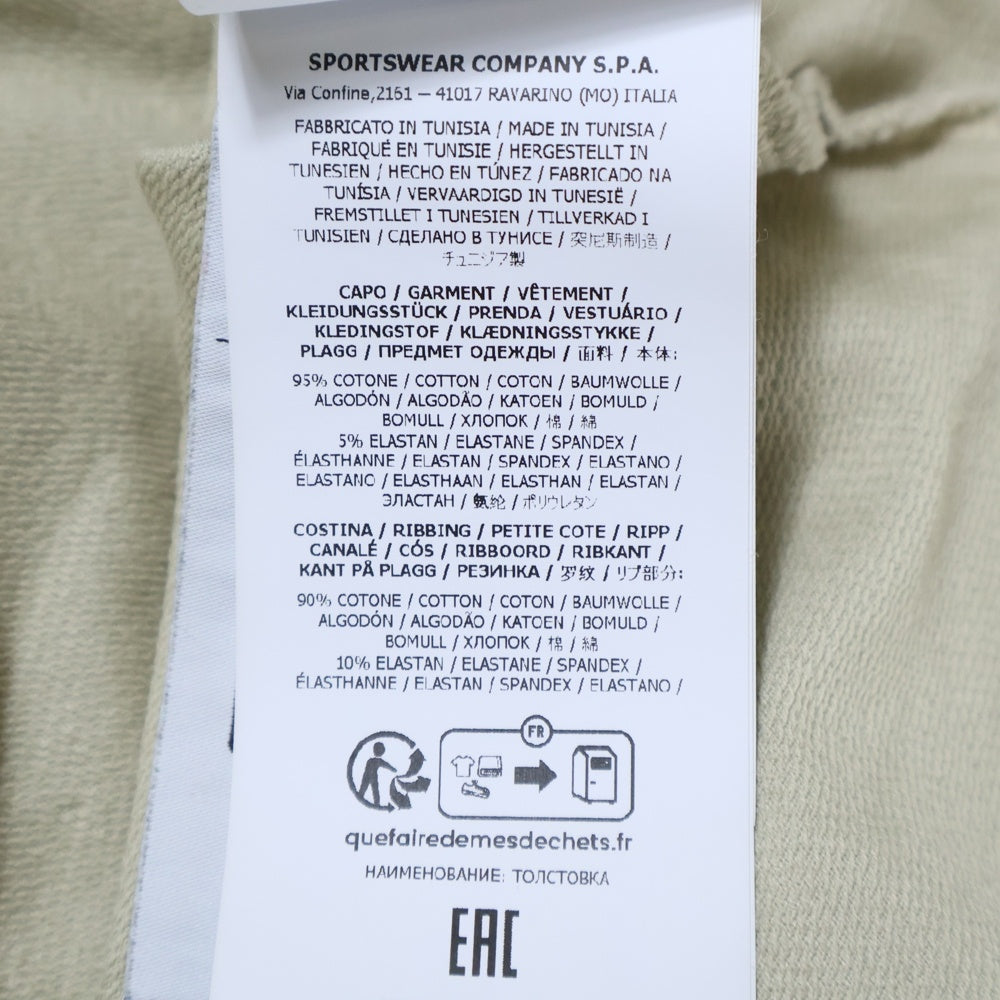 SPORTSWEAR COMPANY S.P.A.
Via Confine,2161 – 41017 RAVARINO (MO) ITALIA
FABBRICATO IN TUNISIA / MADE IN TUNISIA /
FABRIQUÉ EN TUNISIE / HERGESTELLT IN
TUNESIEN / HECHO EN TÚNEZ / FABRICADO NA
TUNÍSIA / VERVAARDIGD IN TUNESIË /
FREMSTILLET I TUNESIEN / TILLVERKAD I
TUNISIEN / СДЕЛАНО В ТУНИСЕ / 突尼斯制造 /
チュニジア製
CAPO / GARMENT / VÊTEMENT /
KLEIDUNGSSTÜCK / PRENDA / VESTUÁRIO /
KLEDINGSTOF / KLÆDNINGSSTYKKE /
PLAGG / ПРЕДМЕТ ОДЕЖДЫ / 面料 / 本体:
95% COTONE / COTTON / COTON / BAUMWOLLE /
ALGODÓN / ALGODÃO / KATOEN / BOMULD /
BOMULL / ХЛОПОК / 棉 / 綿
5% ELASTAN / ELASTANE / SPANDEX /
ÉLASTHANNE / ELASTAN / SPANDEX / ELASTANO /
ELASTANO / ELASTHAAN / ELASTHAN / ELASTAN /
ЭЛАСТАН / 氨纶 / ポリウレタン
COSTINA / RIBBING / PETITE COTE / RIPP /
CANALÉ / CÓS / RIBBOORD / RIBKANT /
KANT PÅ PLAGG / РЕЗИНКА / 罗纹 / リブ部分:
90% COTONE / COTTON / COTON / BAUMWOLLE /
ALGODÓN / ALGODÃO / KATOEN / BOMULD /
BOMULL / ХЛОПОК / 棉 / 綿
10% ELASTAN / ELASTANE / SPANDEX /
ÉLASTHANNE / ELASTAN / SPANDEX / ELASTANO /
FR
quefairedemesdechets.fr
НАИМЕНОВАНИЕ: ТОЛСТОВКА
EAC